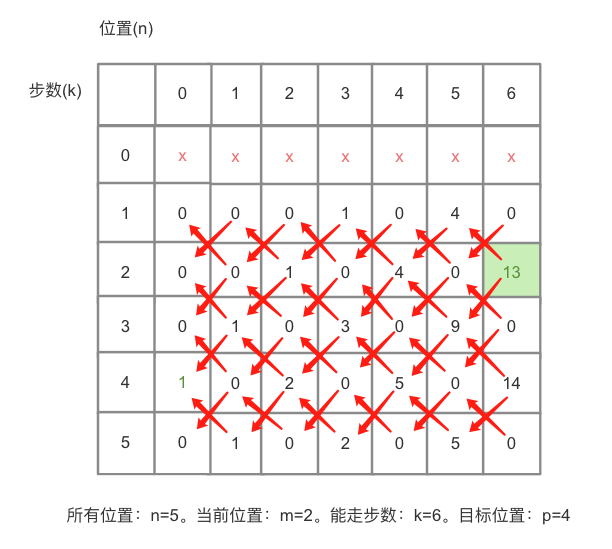 位置(n)
步数(k)
0 1 2 3 4 5 6
0 x x x x x x x
1 0 0 0 1 0 4 0
2 0 0 1 0 4 0 13
3 0 1 0 3 0 9 0
4 1 0 2 0 5 0 14
5 0 1 0 2 0 5 0
所有位置：n=5。当前位置：m=2。能走步数：k=6。目标位置：p=4